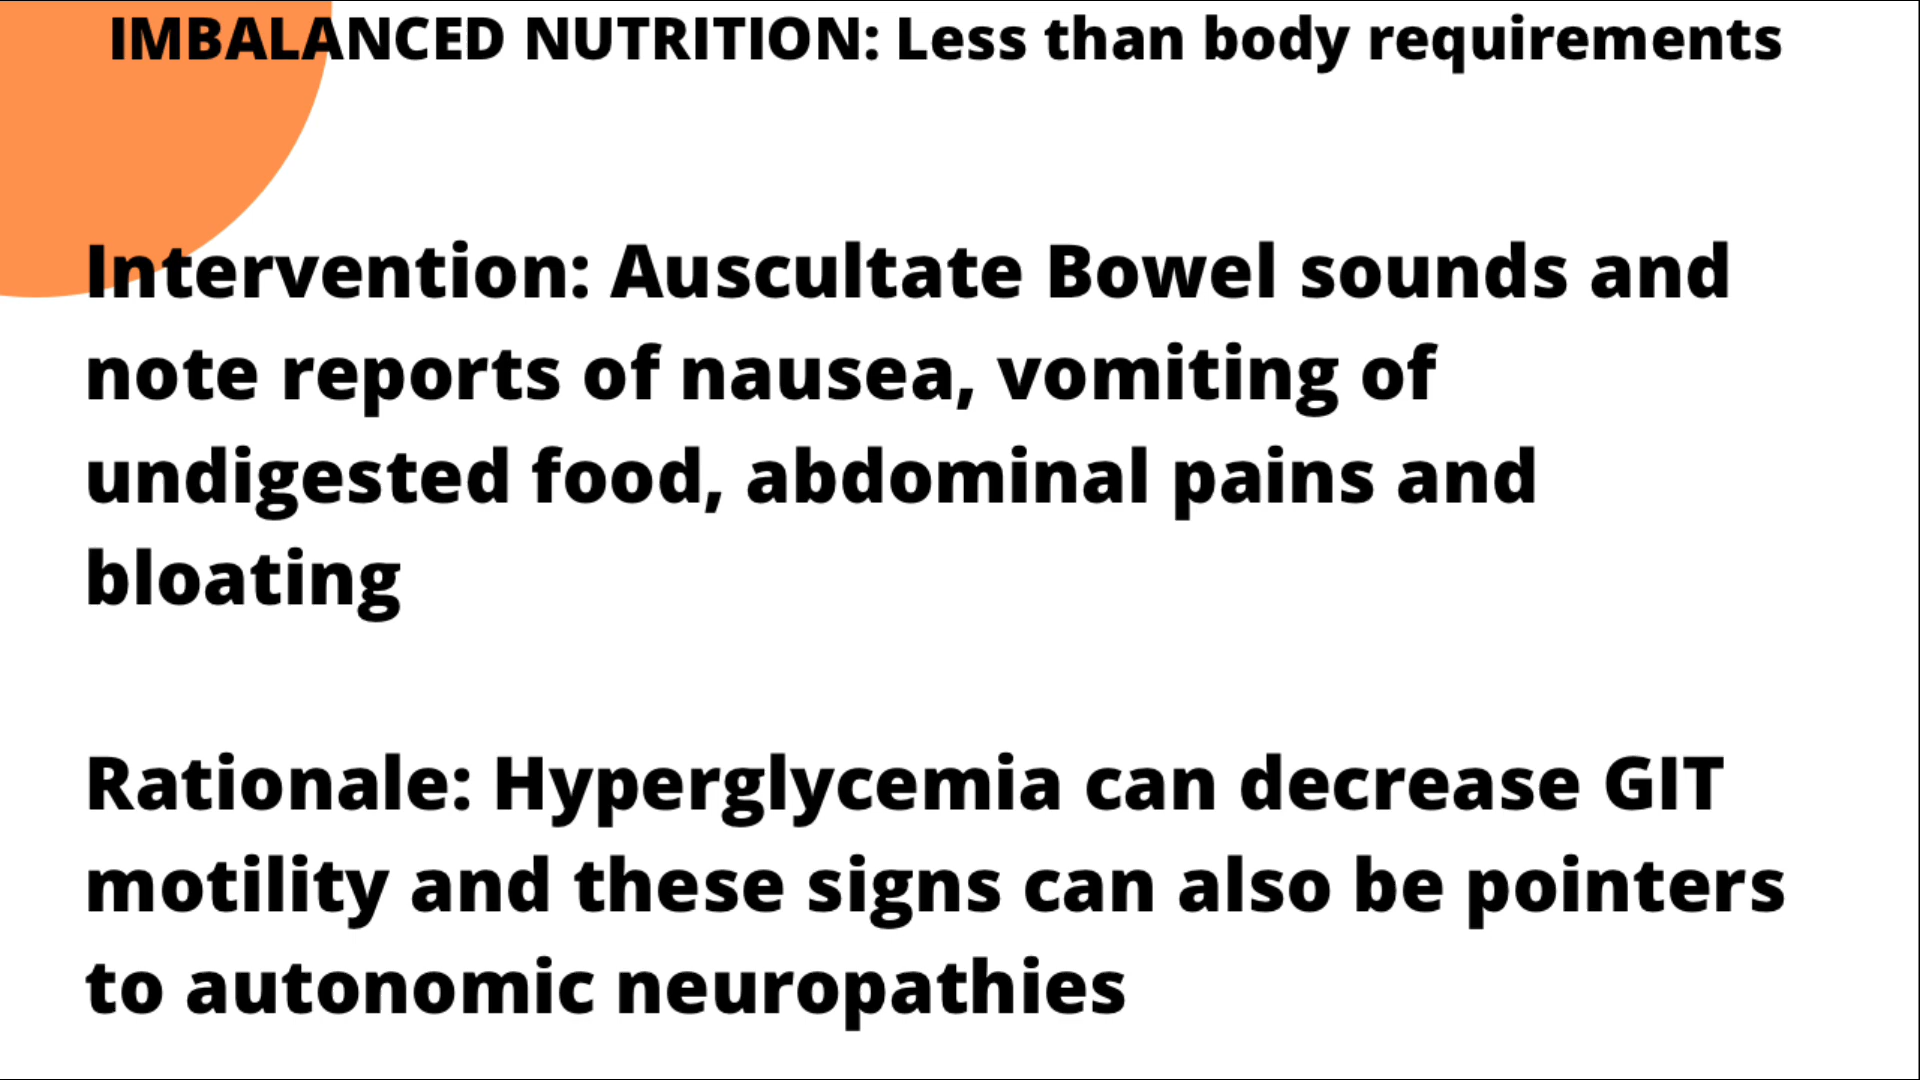 IMBALANCED NUTRITION: Less than body requirements
Intervention: Auscultate Bowel sounds and
note reports of nausea, vomiting of
undigested food, abdominal pains and
bloating
Rationale: Hyperglycemia can decrease GIT
motility and these signs can also be pointers
to autonomic neuropathies